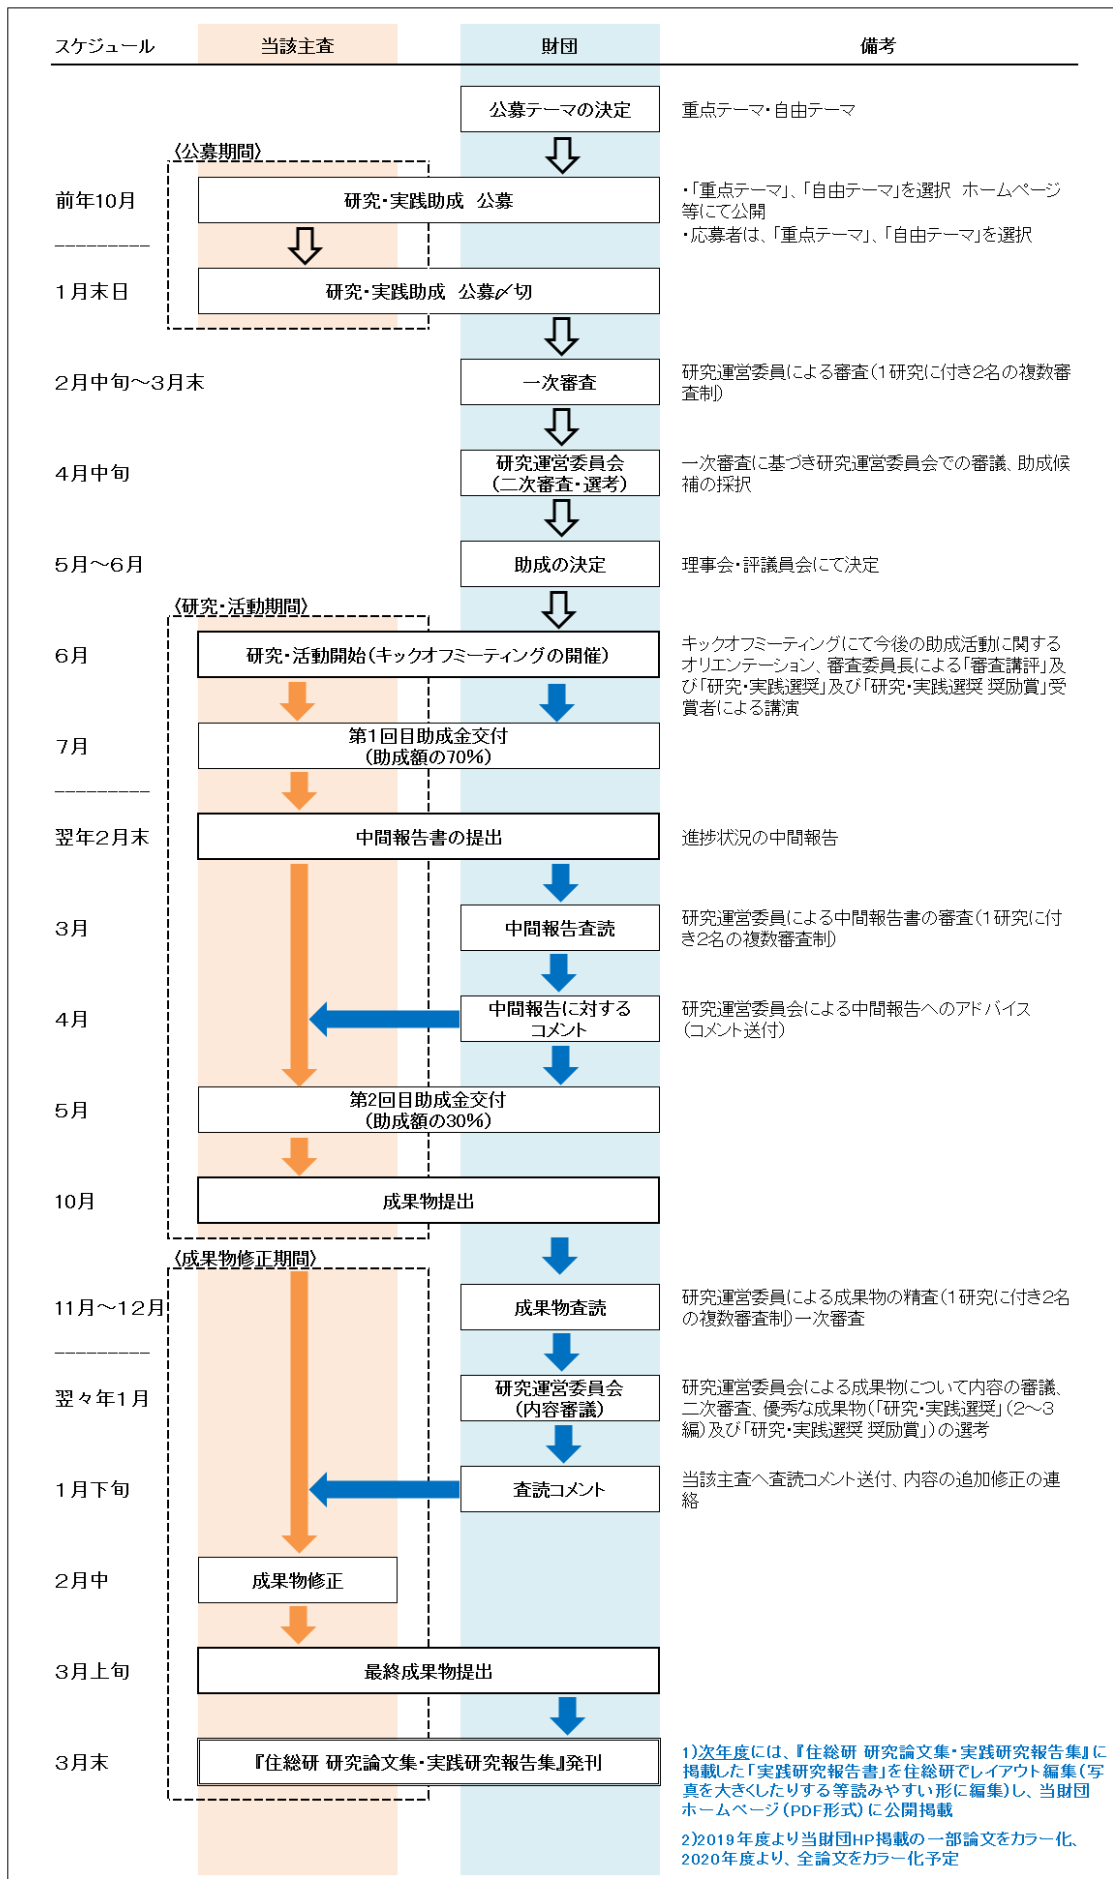 スケジュール 当該主査 財団 備考
公募テーマの決定 重点テーマ・自由テーマ
〈公募期間〉
前年10月 研究・実践助成 公募
・「重点テーマ」、「自由テーマ」を選択 ホームページ
等にて公開
・応募者は、「重点テーマ」、「自由テーマ」を選択
---------
1月末日 研究・実践助成 公募〆切
2月中旬～3月末 一次審査
研究運営委員による審査(1研究に付き2名の複数審
査制)
4月中旬
研究運営委員会
(二次審査・選考)
一次審査に基づき研究運営委員会での審議、助成候
補の採択
5月～6月 助成の決定 理事会・評議員会にて決定
〈研究・活動期間〉
6月 研究・活動開始(キックオフミーティングの開催)
キックオフミーティングにて今後の助成活動に関する
オリエンテーション、審査委員長による「審査講評」及
び「研究・実践選奨」及び「研究・実践選奨 奨励賞」受
賞者による講演
7月
第1回目助成金交付
(助成額の70%)
---------
翌年2月末 中間報告書の提出 進捗状況の中間報告
3月 中間報告査読
研究運営委員による中間報告書の審査(1研究に付
き2名の複数審査制)
4月
中間報告に対する
コメント
研究運営委員会による中間報告へのアドバイス
(コメント送付)
5月
第2回目助成金交付
(助成額の30%)
10月 成果物提出
〈成果物修正期間〉
11月～12月 成果物査読
研究運営委員による成果物の精査(1研究に付き2名
の複数審査制)一次審査
---------
翌々年1月
研究運営委員会
(内容審議)
研究運営委員会による成果物について内容の審議、
二次審査、優秀な成果物(「研究・実践選奨」(2～3
編)及び「研究・実践選奨 奨励賞」)の選考
1月下旬 査読コメント
当該主査へ査読コメント送付、内容の追加修正の連
絡
2月中 成果物修正
3月上旬 最終成果物提出
3月末 『住総研 研究論文集・実践研究報告集』発刊
1)次年度には、『住総研 研究論文集・実践研究報告集』に
掲載した「実践研究報告書」を住総研でレイアウト編集(写
真を大きくしたりする等読みやすい形に編集)し、当財団
ホームページ(PDF形式)に公開掲載
2)2019年度より当財団HP掲載の一部論文をカラー化、
2020年度より、全論文をカラー化予定